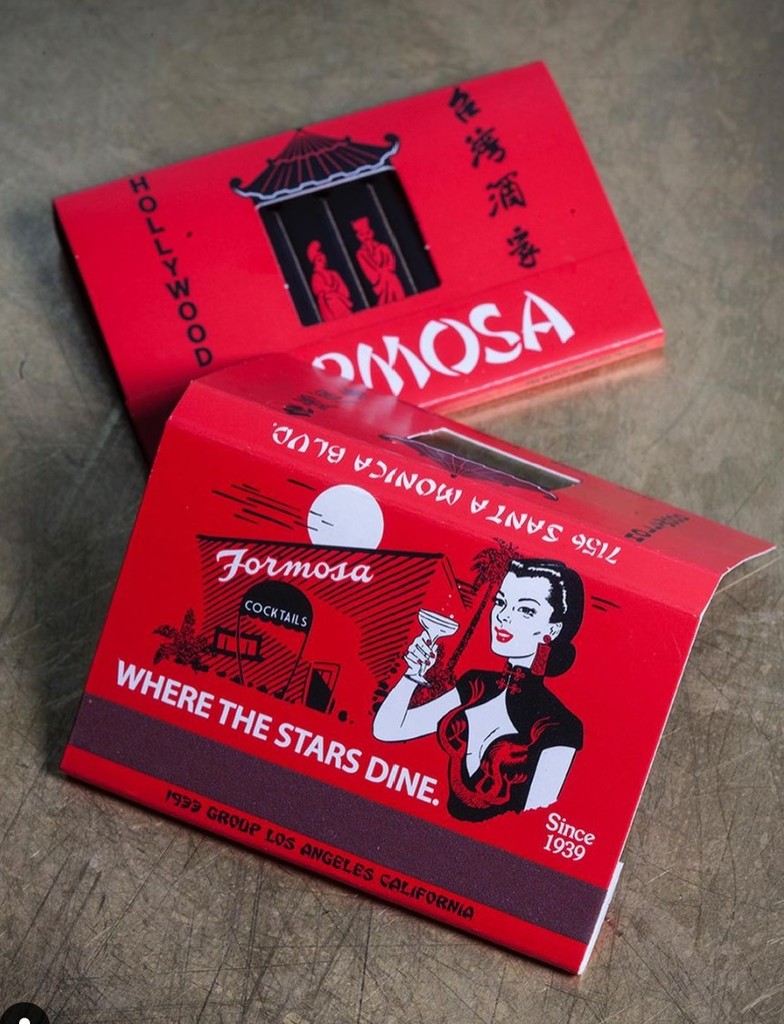 HOLLYWOOD
台灣酒家
RMOSA
7156 SANTA MONICA BLVD.
Formosa
COCKTAILS
WHERE THE STARS DINE.
Since
1939
1933 GROUP LOS ANGELES CALIFORNIA